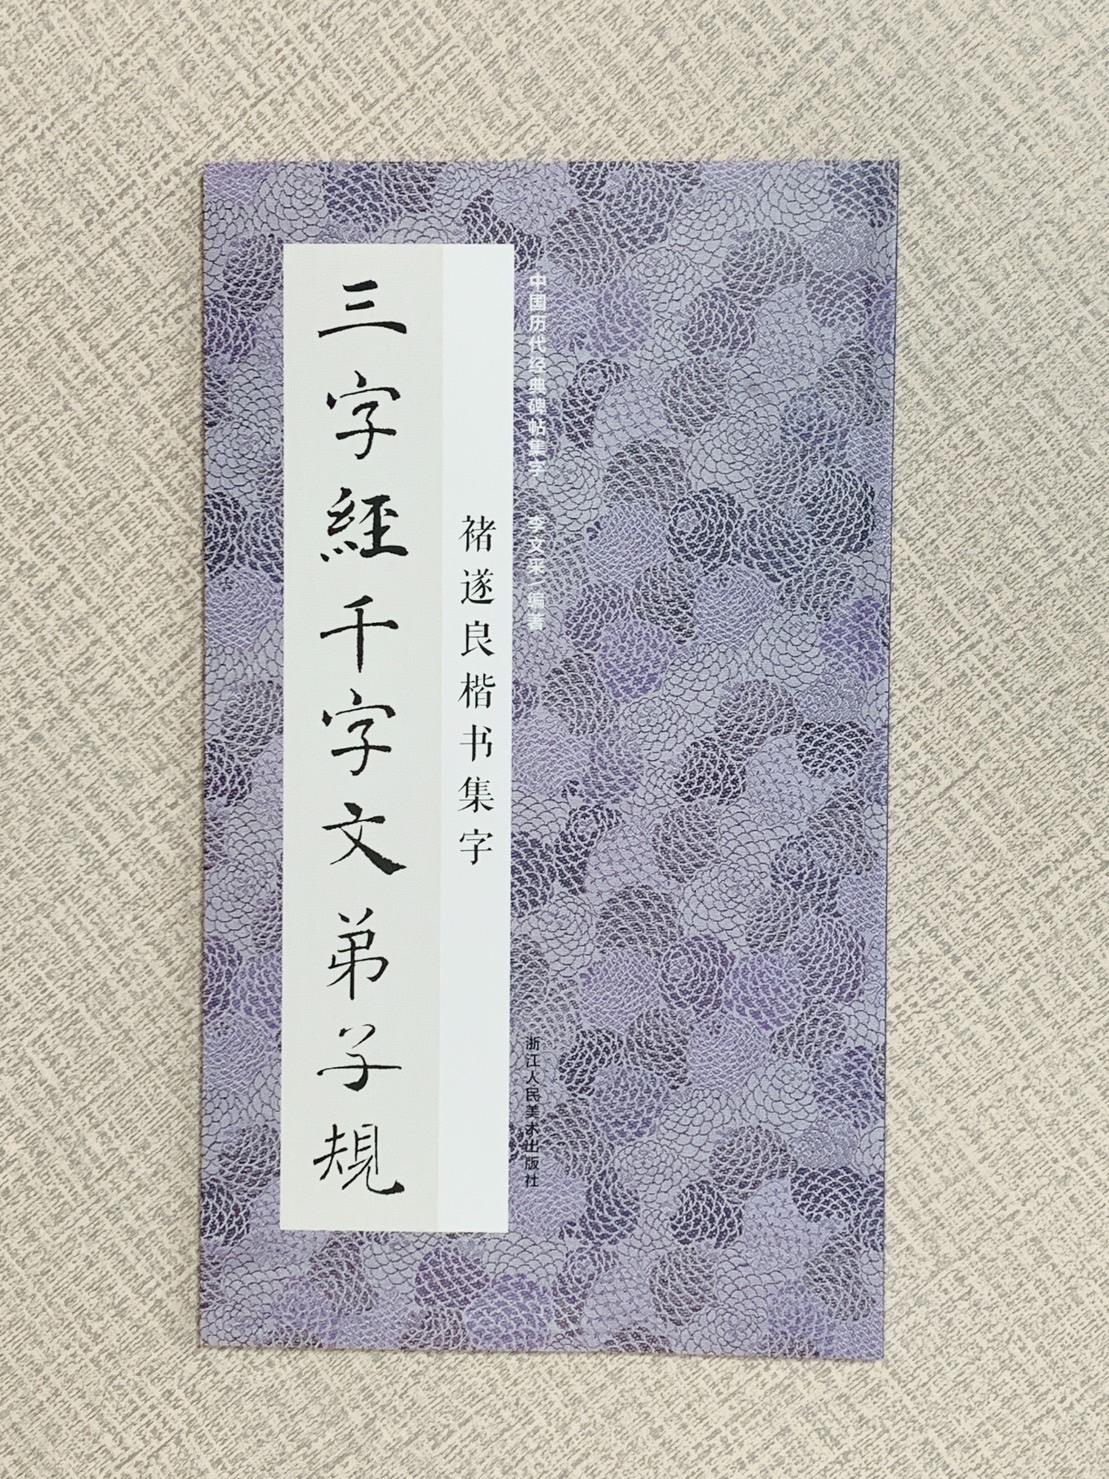 中国历代经典碑帖集字 李文采／编著
浙江人民美术出版社
褚遂良楷书集字
三字經千字文弟子規